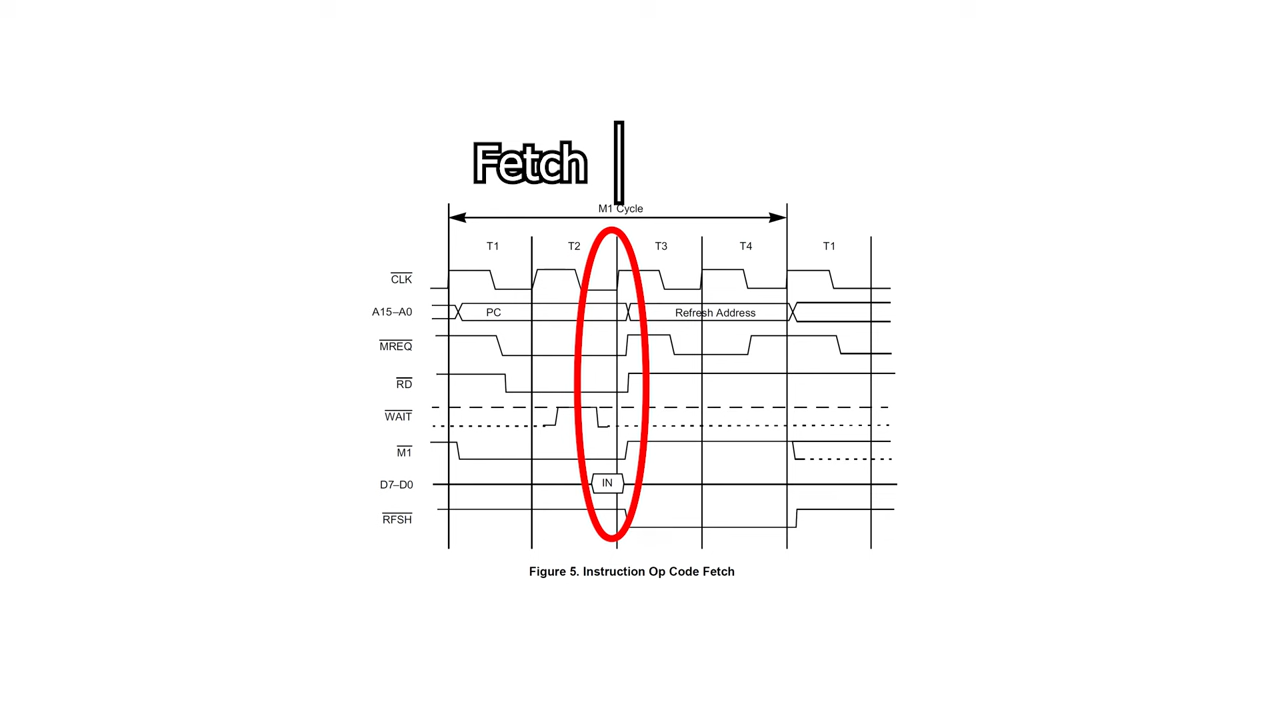 Fetch
M1 Cycle
T1 T2 T3 T4 T1
CLK
A15–A0 PC Refresh Address
MREQ
RD
WAIT
M1
D7–D0 IN
RFSH
Figure 5. Instruction Op Code Fetch